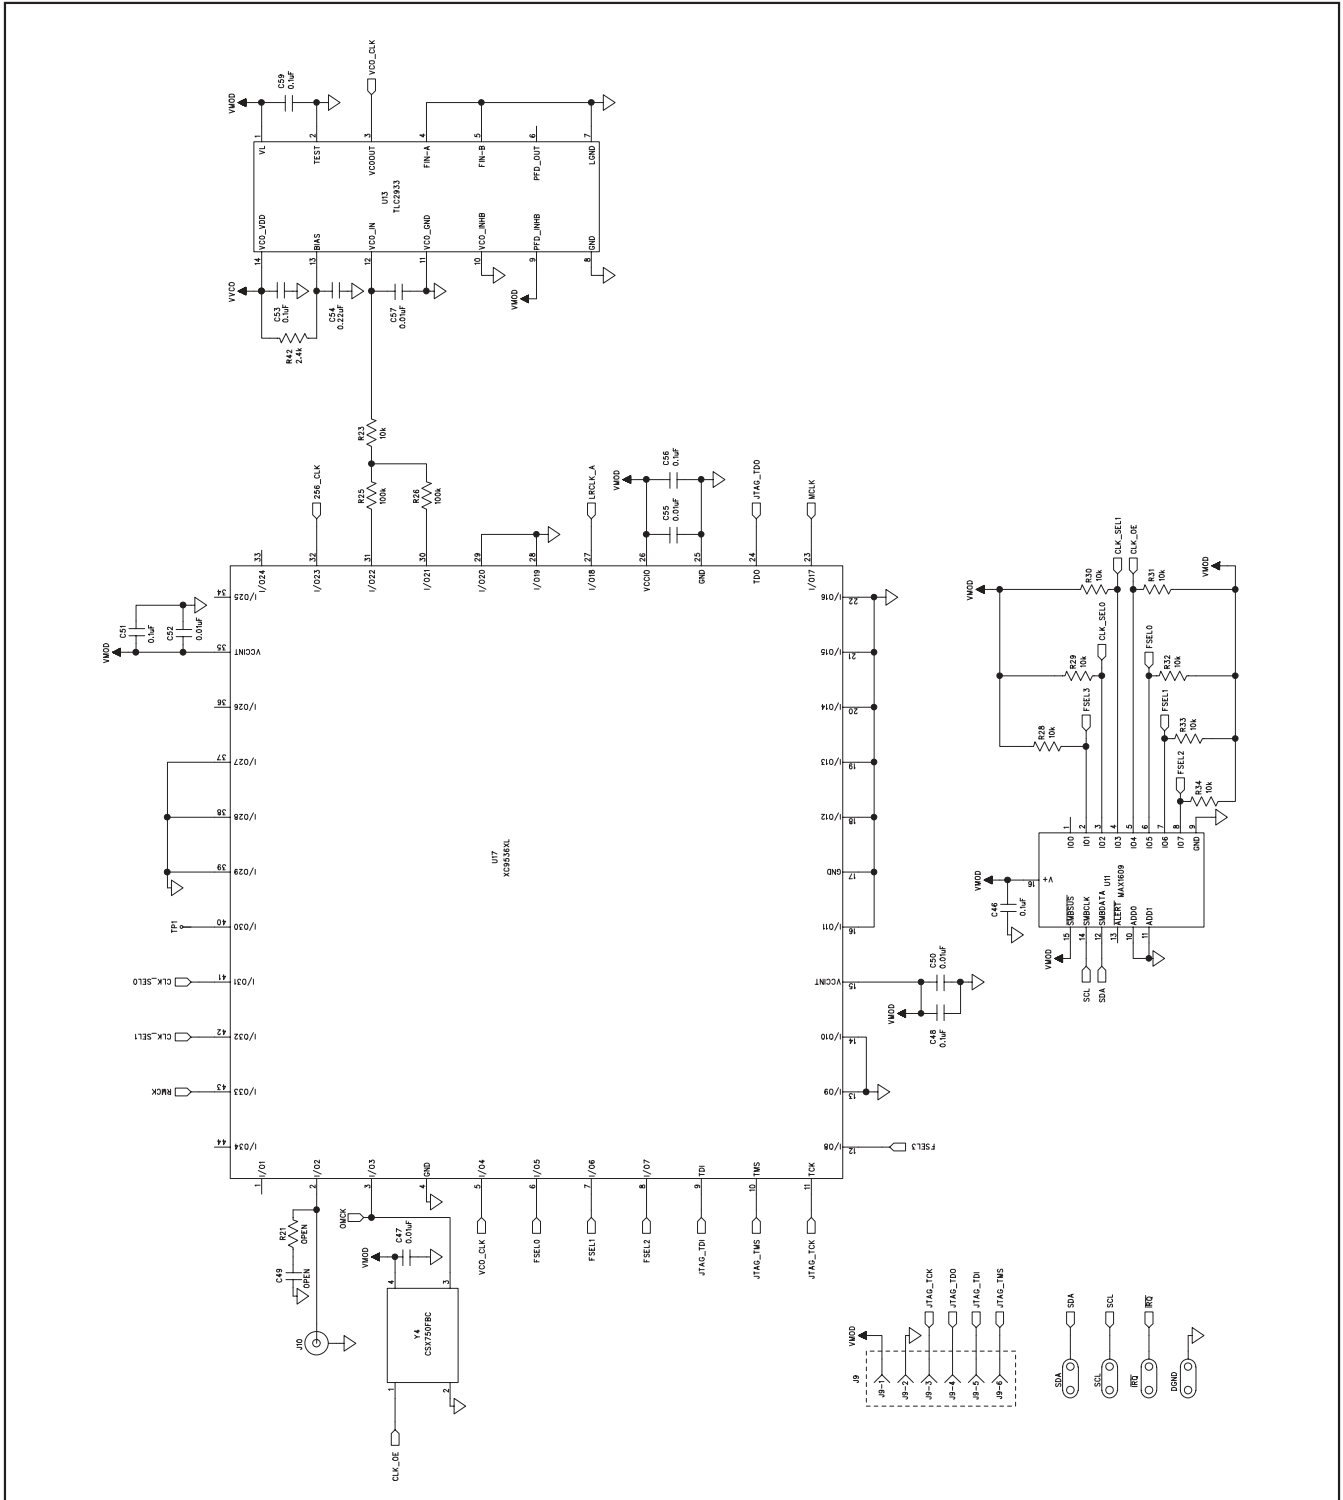 VMOD
C59
0.1uF
VCO_CLK
1
2
3
4
5
6
7
VL
TEST
VCOOUT
FIN-A
FIN-B
PFD_OUT
LGND
U13
TLC2933
VCO_VDD
BIAS
VCO_IN
VCO_GND
VCO_INHB
PFD_INHB
GND
14
13
12
11
10
9
8
VVCO
C53
0.1uF
C54
0.22uF
C57
0.01uF
VMOD
R42
2.4k
R23
10k
R25
100k
R26
100k
256_CLK
LRCLK_A
VMOD
C56
0.1uF
C55
0.01uF
JTAG_TDO
MCLK
33
32
31
30
29
28
27
26
25
24
23
I/O24
I/O23
I/O22
I/O21
I/O20
I/O19
I/O18
VCCIO
GND
TDO
I/O17
VMOD
C51
0.1uF
C52
0.01uF
34
35
36
37
38
39
40
41
42
43
44
I/O25
VCCINT
I/O26
I/O27
I/O28
I/O29
I/O30
I/O31
I/O32
I/O33
I/O34
TP1
CLK_SEL0
CLK_SEL1
RMCK
U17
XC9536XL
I/O16
I/O15
I/O14
I/O13
I/O12
GND
I/O11
VCCINT
I/O10
I/O9
I/O8
22
21
20
19
18
17
16
15
14
13
12
VMOD
C50
0.01uF
C48
0.1uF
FSEL3
I/O1
I/O2
I/O3
GND
I/O4
I/O5
I/O6
I/O7
TDI
TMS
TCK
1
2
3
4
5
6
7
8
9
10
11
R21
OPEN
C49
OPEN
J10
OMCK
VMOD
C47
0.01uF
4
3
Y4
CSX750FBC
1
2
CLK_OE
VCO_CLK
FSEL0
FSEL1
FSEL2
JTAG_TDI
JTAG_TMS
JTAG_TCK
VMOD
R30
10k
CLK_SEL1
CLK_OE
R31
10k
VMOD
R29
10k
CLK_SEL0
FSEL0
R32
10k
R28
10k
FSEL3
FSEL1
R33
10k
FSEL2
R34
10k
1
2
3
4
5
6
7
8
9
IO0
IO1
IO2
IO3
IO4
IO5
IO6
IO7
GND
VMOD
C46
0.1uF
16
V+
U11
MAX1609
SMBSUS
SMBCLK
SMBDATA
ALERT
ADD0
ADD1
15
14
12
13
10
11
VMOD
SCL
SDA
VMOD
J9
J9-1
J9-2
J9-3
J9-4
J9-5
J9-6
JTAG_TCK
JTAG_TDO
JTAG_TDI
JTAG_TMS
SDA
SDA
SCL
SCL
IRQ
IRQ
DGND